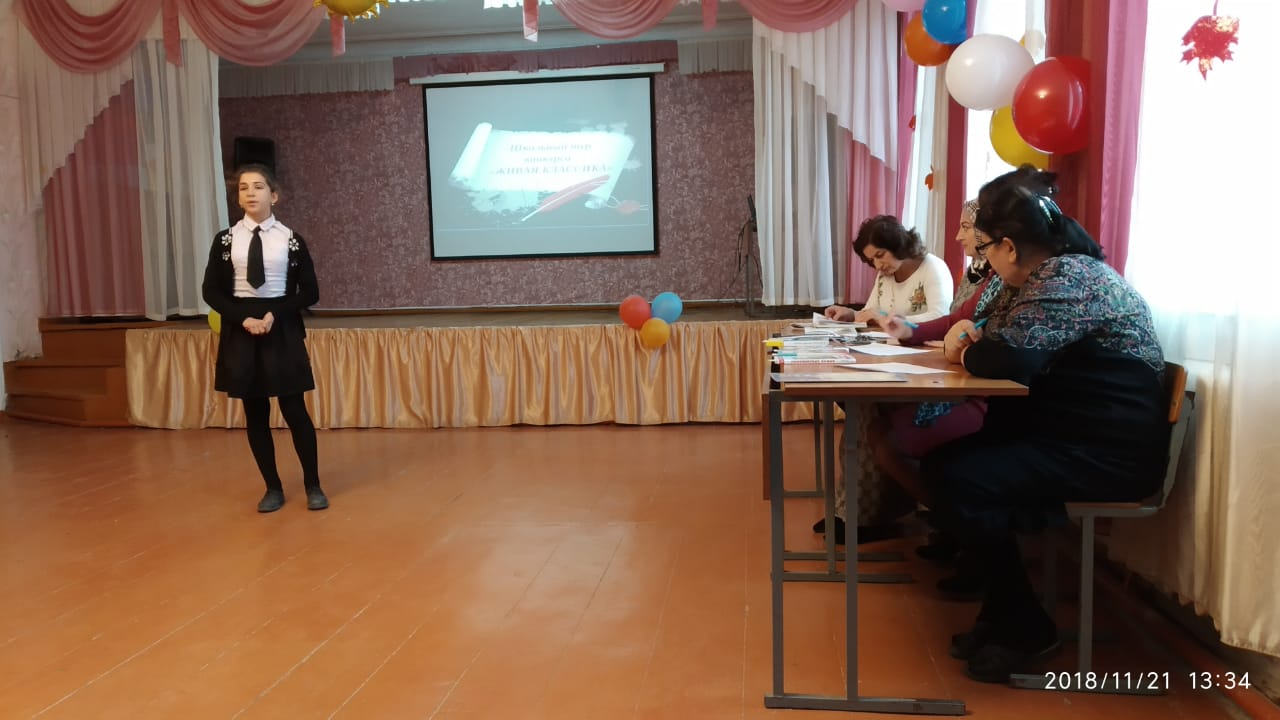 Школьный тур
конкурса
«ЖИВАЯ КЛАССИКА»
2018/11/21 13:34